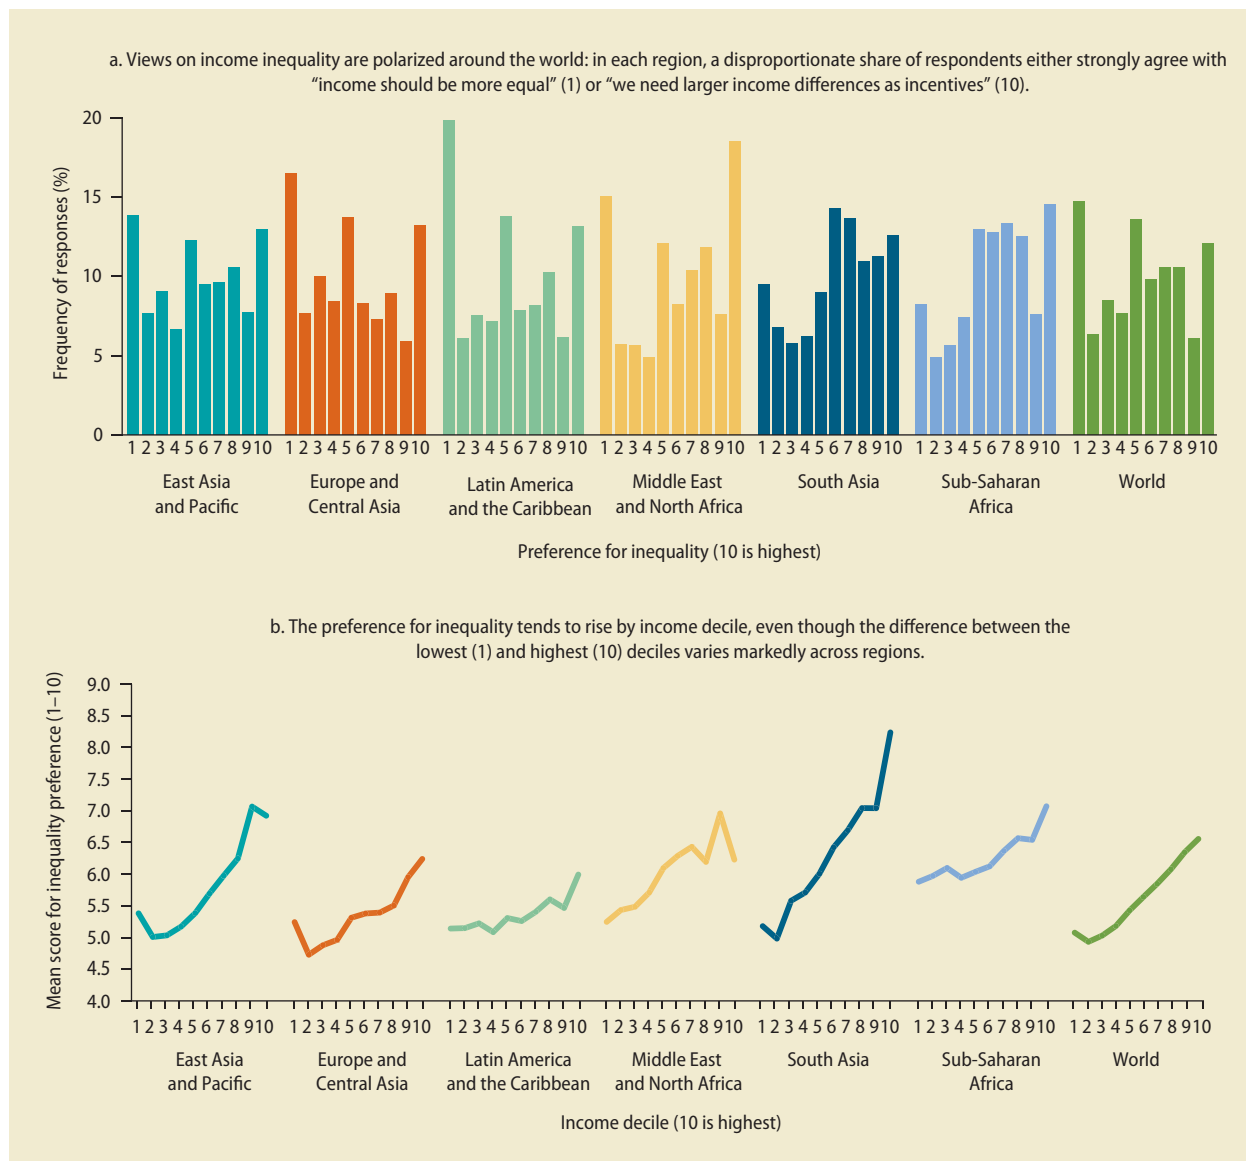 a. Views on income inequality are polarized around the world: in each region, a disproportionate share of respondents either strongly agree with
“income should be more equal” (1) or “we need larger income differences as incentives” (10).
Frequency of responses (%)
20
15
10
5
0
1 2 3 4 5 6 7 8 9 10
1 2 3 4 5 6 7 8 9 10
1 2 3 4 5 6 7 8 9 10
1 2 3 4 5 6 7 8 9 10
1 2 3 4 5 6 7 8 9 10
1 2 3 4 5 6 7 8 9 10
1 2 3 4 5 6 7 8 9 10
East Asia
and Pacific
Europe and
Central Asia
Latin America
and the Caribbean
Middle East
and North Africa
South Asia
Sub-Saharan
Africa
World
Preference for inequality (10 is highest)
b. The preference for inequality tends to rise by income decile, even though the difference between the
lowest (1) and highest (10) deciles varies markedly across regions.
Mean score for inequality preference (1–10)
9.0
8.5
8.0
7.5
7.0
6.5
6.0
5.5
5.0
4.5
4.0
1 2 3 4 5 6 7 8 9 10
1 2 3 4 5 6 7 8 9 10
1 2 3 4 5 6 7 8 9 10
1 2 3 4 5 6 7 8 9 10
1 2 3 4 5 6 7 8 9 10
1 2 3 4 5 6 7 8 9 10
1 2 3 4 5 6 7 8 9 10
East Asia
and Pacific
Europe and
Central Asia
Latin America
and the Caribbean
Middle East
and North Africa
South Asia
Sub-Saharan
Africa
World
Income decile (10 is highest)